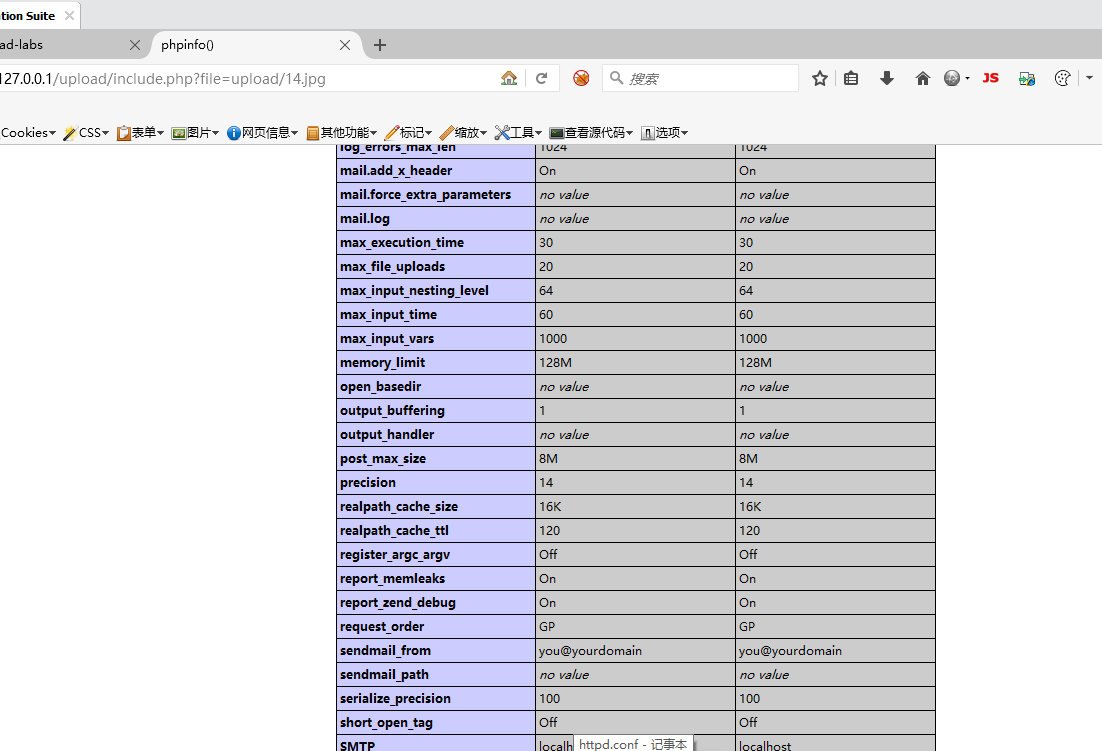 tion Suite
ad-labs
phpinfo()
127.0.0.1/upload/include.php?file=upload/14.jpg
搜索
JS
Cookies CSS 表单 图片 网页信息 其他功能 标记 缩放 工具 查看源代码 选项
log_errors_max_len 1024 1024
mail.add_x_header On On
mail.force_extra_parameters no value no value
mail.log no value no value
max_execution_time 30 30
max_file_uploads 20 20
max_input_nesting_level 64 64
max_input_time 60 60
max_input_vars 1000 1000
memory_limit 128M 128M
open_basedir no value no value
output_buffering 1 1
output_handler no value no value
post_max_size 8M 8M
precision 14 14
realpath_cache_size 16K 16K
realpath_cache_ttl 120 120
register_argc_argv Off Off
report_memleaks On On
report_zend_debug On On
request_order GP GP
sendmail_from you@yourdomain you@yourdomain
sendmail_path no value no value
serialize_precision 100 100
short_open_tag Off Off
SMTP localh localhost
httpd.conf - 记事本